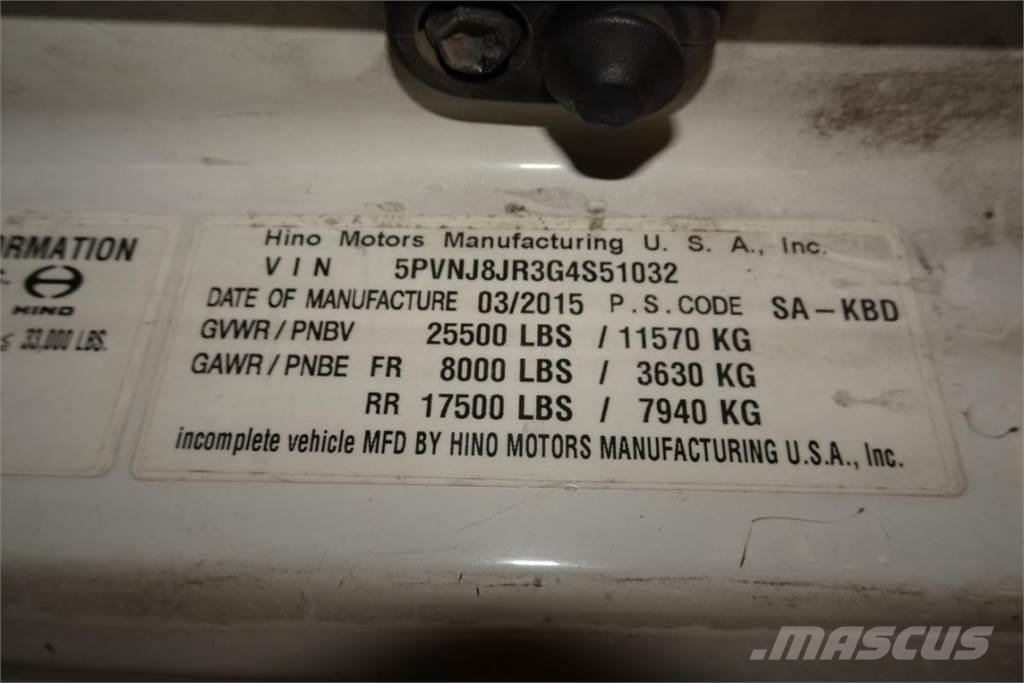 ORMATION
HINO
≤ 33,000 LBS.
Hino Motors Manufacturing U. S. A., Inc.
VIN 5PVNJ8JR3G4S51032
DATE OF MANUFACTURE 03/2015 P.S.CODE SA-KBD
GVWR/PNBV 25500 LBS / 11570 KG
GAWR/PNBE FR 8000 LBS / 3630 KG
RR 17500 LBS / 7940 KG
incomplete vehicle MFD BY HINO MOTORS MANUFACTURING U.S.A., Inc.
MASCUS